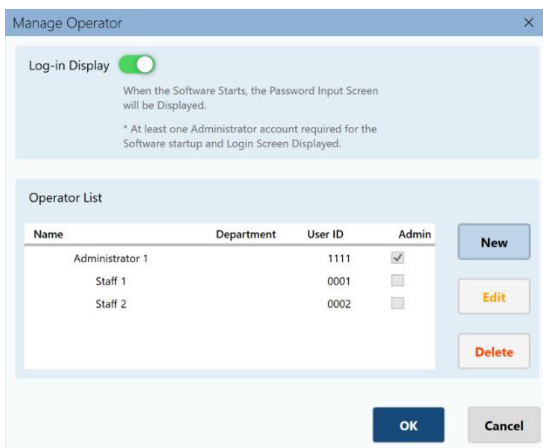 Manage Operator
Log-in Display
When the Software Starts, the Password Input Screen
will be Displayed.
* At least one Administrator account required for the
Software startup and Login Screen Displayed.
Operator List
Name Department User ID Admin
Administrator 1 1111
Staff 1 0001
Staff 2 0002
New
Edit
Delete
OK Cancel